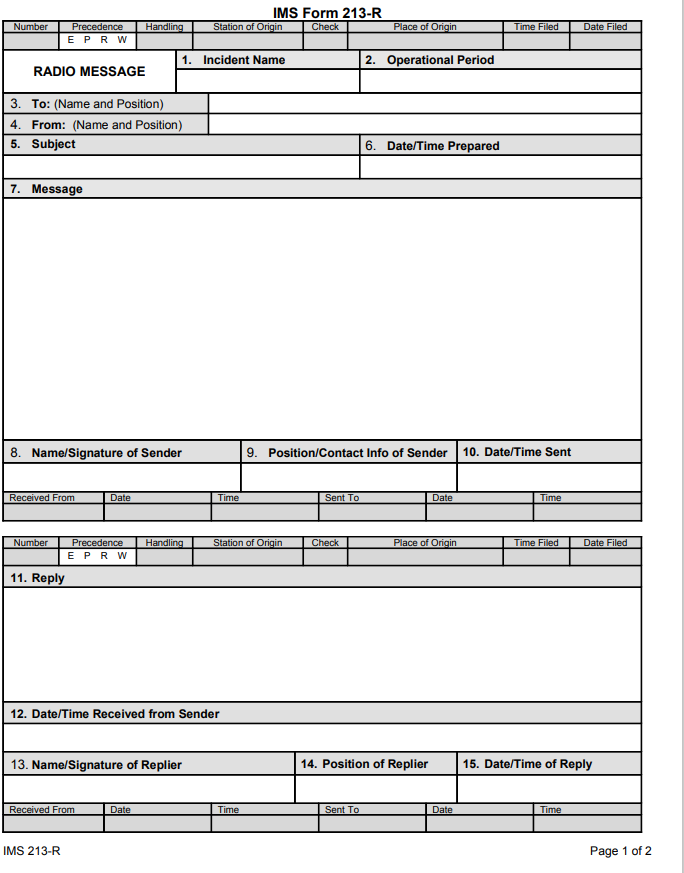 IMS Form 213-R
Number Precedence Handling Station of Origin Check Place of Origin Time Filed Date Filed
E P R W
RADIO MESSAGE
1. Incident Name 2. Operational Period
3. To: (Name and Position)
4. From: (Name and Position)
5. Subject 6. Date/Time Prepared
7. Message
8. Name/Signature of Sender 9. Position/Contact Info of Sender 10. Date/Time Sent
Received From Date Time Sent To Date Time
Number Precedence Handling Station of Origin Check Place of Origin Time Filed Date Filed
E P R W
11. Reply
12. Date/Time Received from Sender
13. Name/Signature of Replier 14. Position of Replier 15. Date/Time of Reply
Received From Date Time Sent To Date Time
IMS 213-R Page 1 of 2